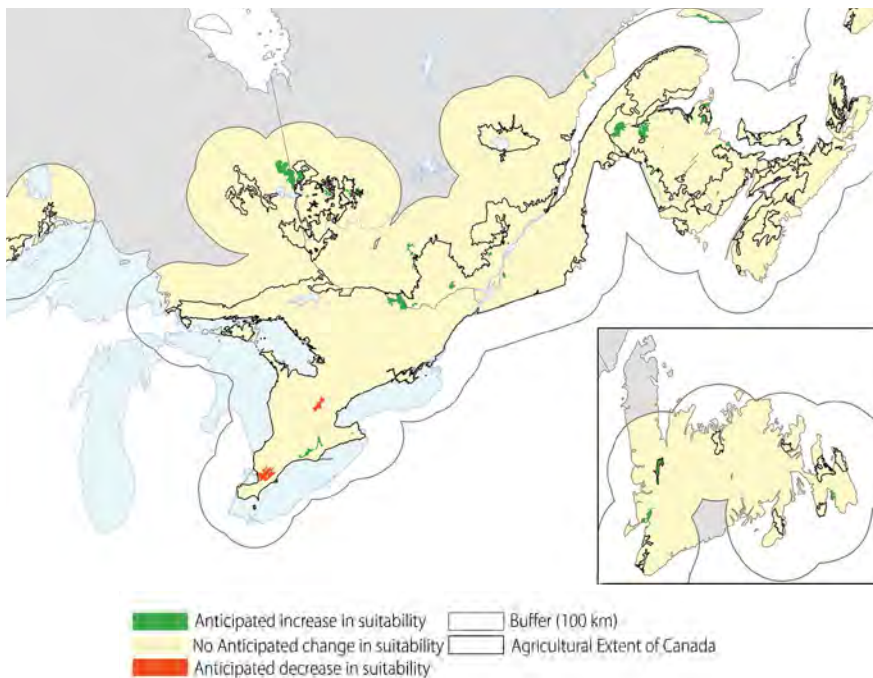 Anticipated increase in suitability
No Anticipated change in suitability
Anticipated decrease in suitability
Buffer (100 km)
Agricultural Extent of Canada